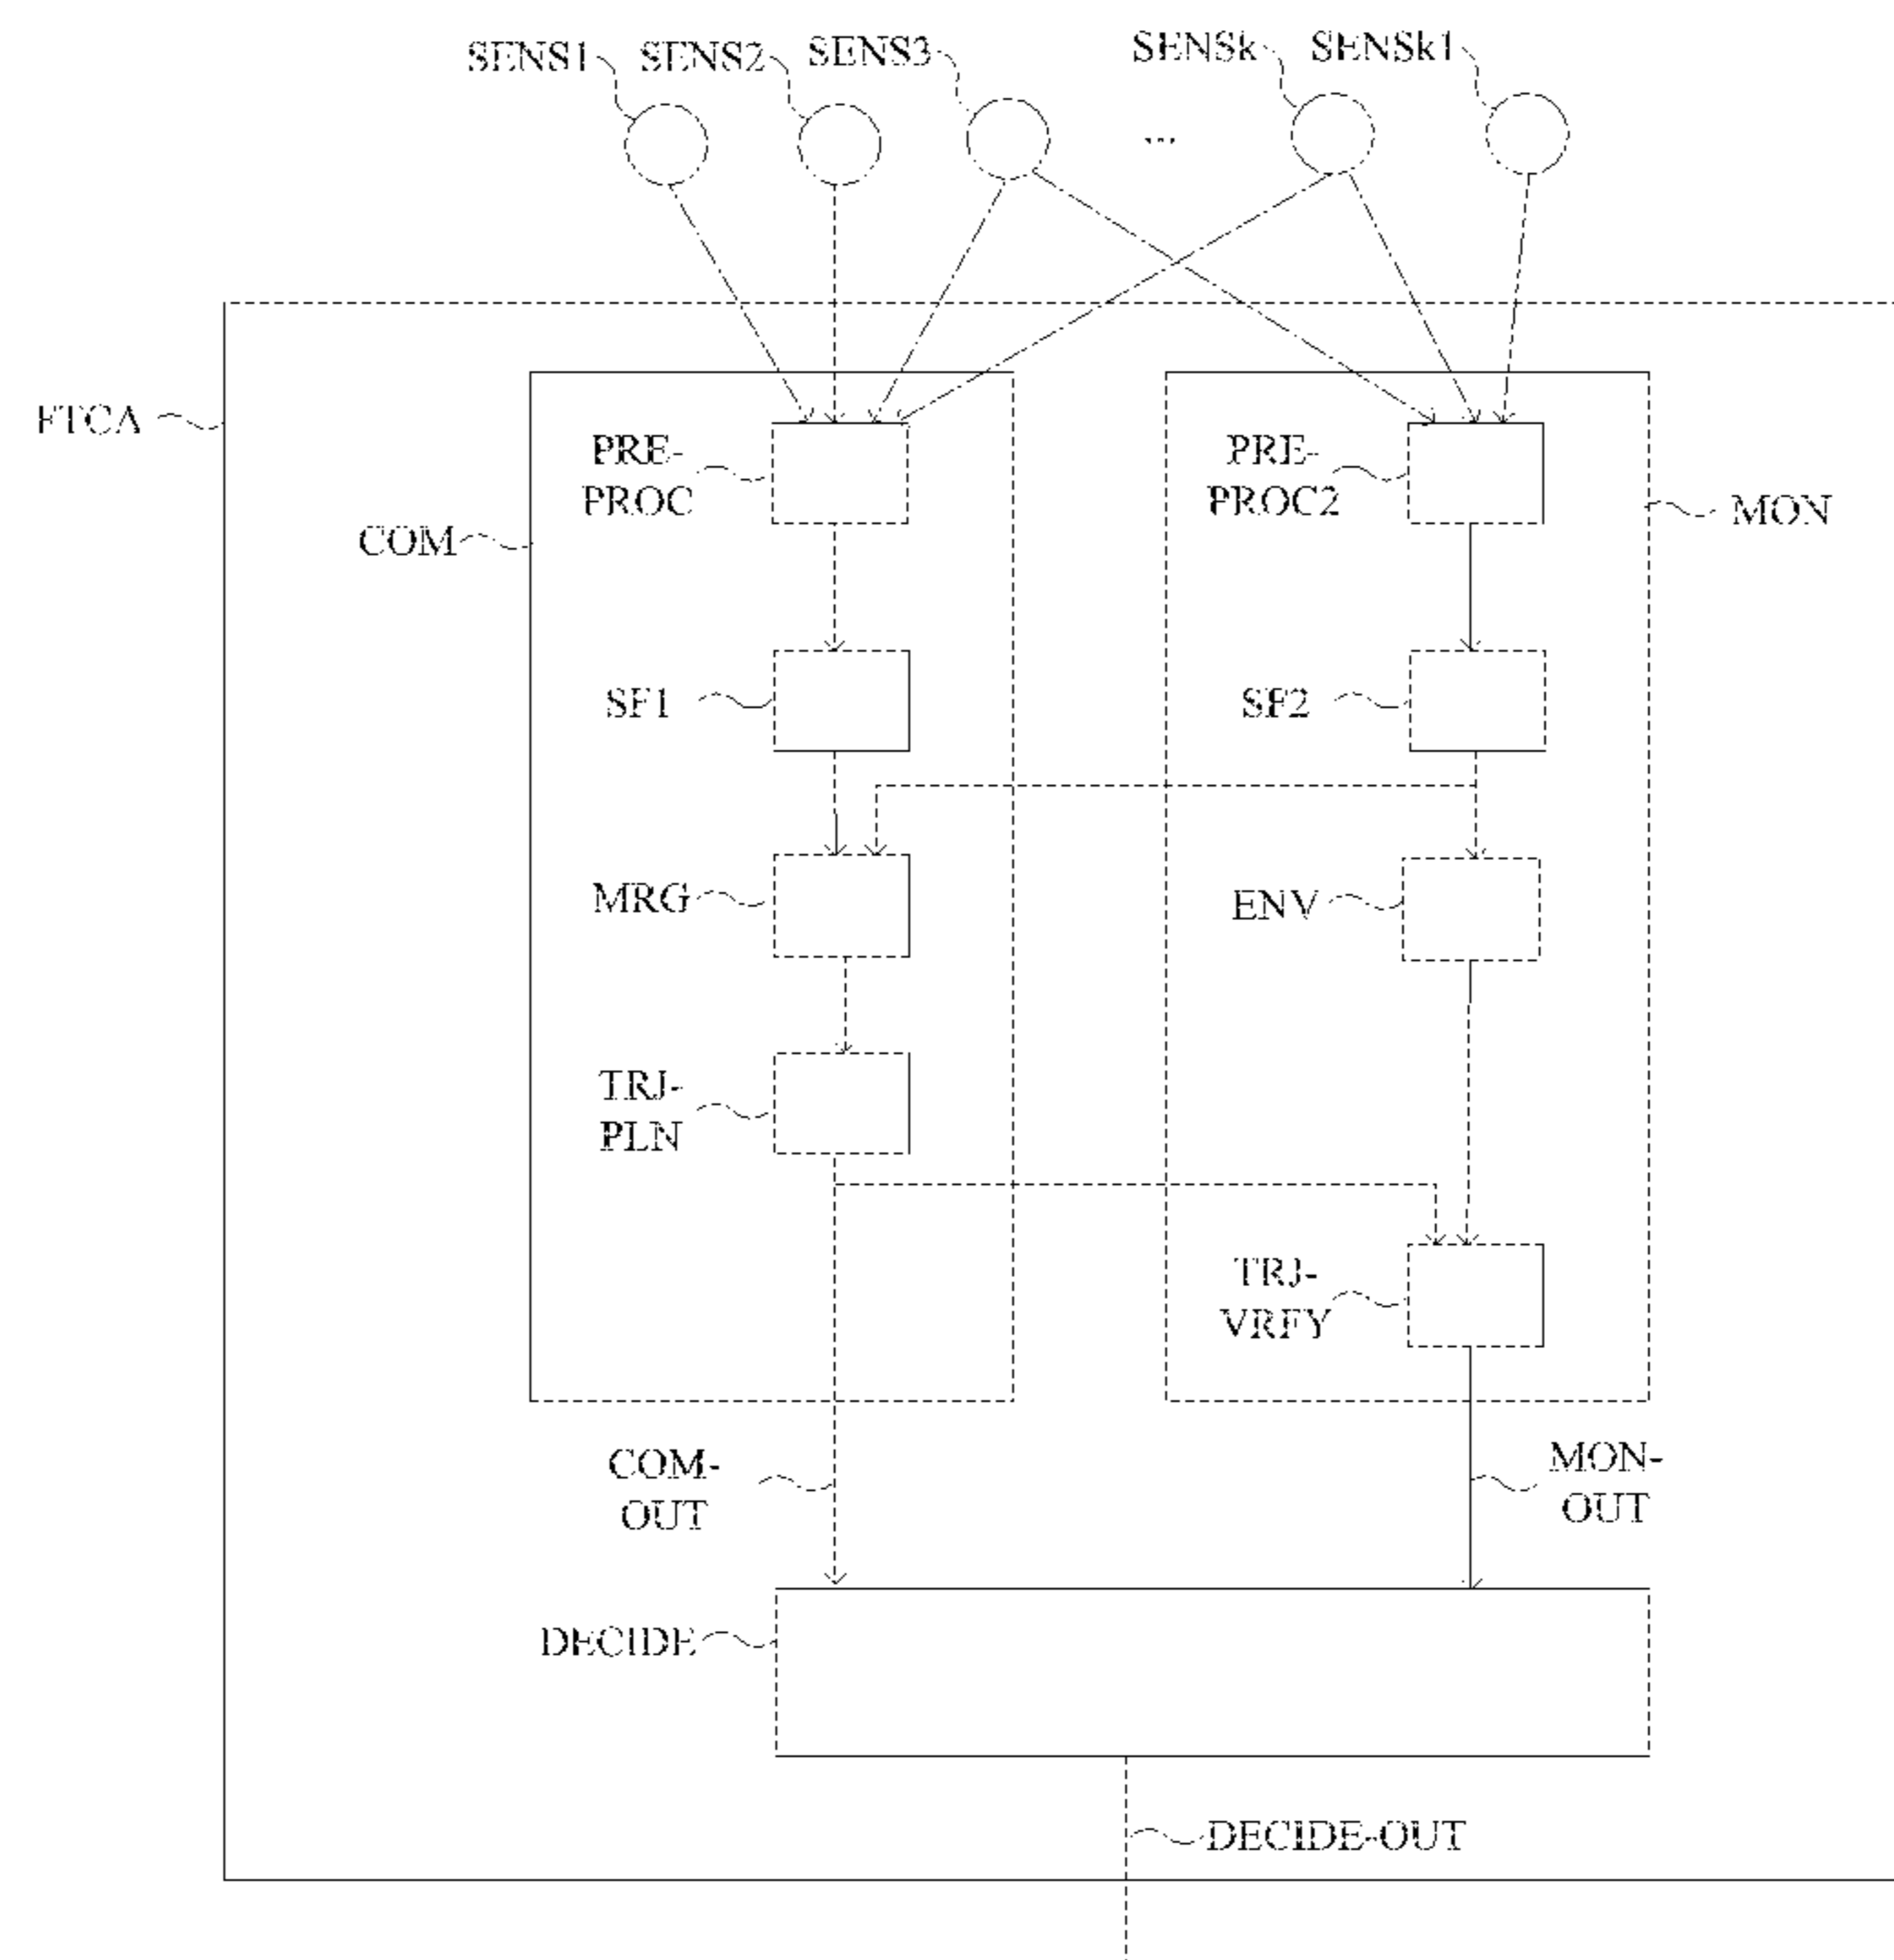 SENS1 SENS2 SENS3 ... SENSk SENSk1
FTCA
PRE-
PROC
PRE-
PROC2
MON
COM
SF1
SF2
MRG
ENV
TRJ-
PLN
TRJ-
VRFY
COM-
OUT
MON-
OUT
DECIDE
DECIDE-OUT